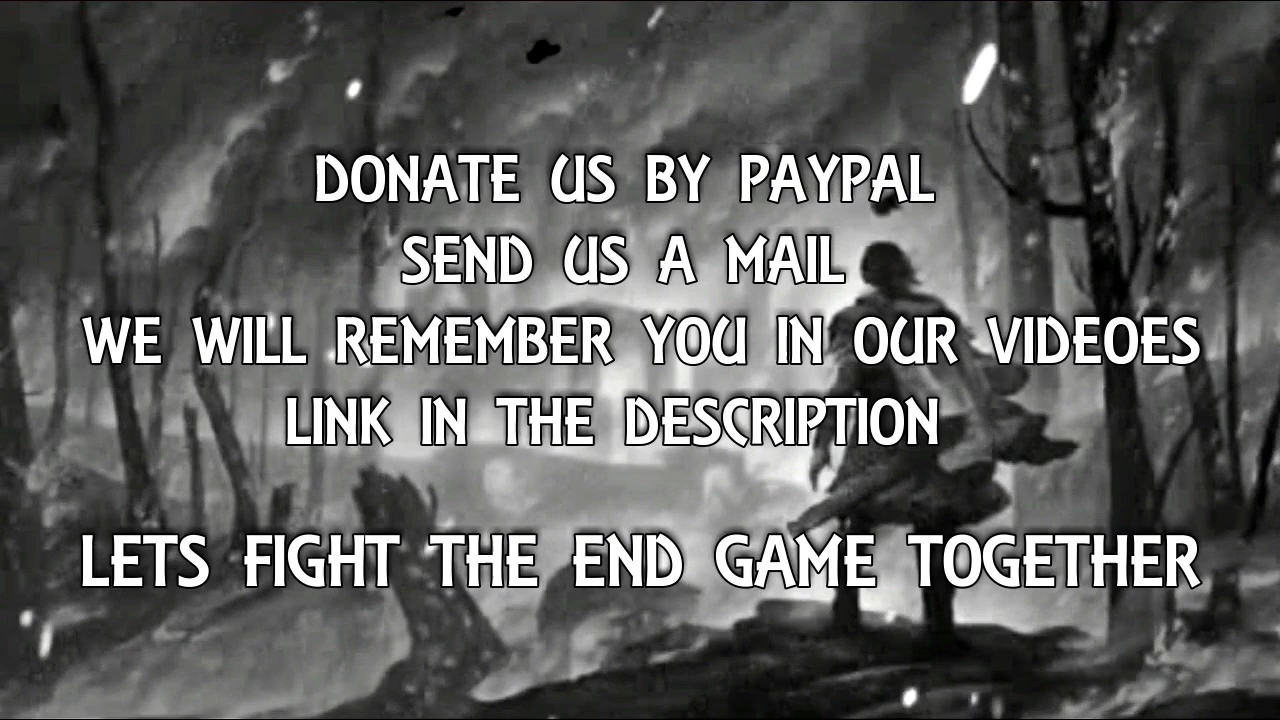 DONATE US BY PAYPAL
SEND US A MAIL
WE WILL REMEMBER YOU IN OUR VIDEOES
LINK IN THE DESCRIPTION
LETS FIGHT THE END GAME TOGETHER